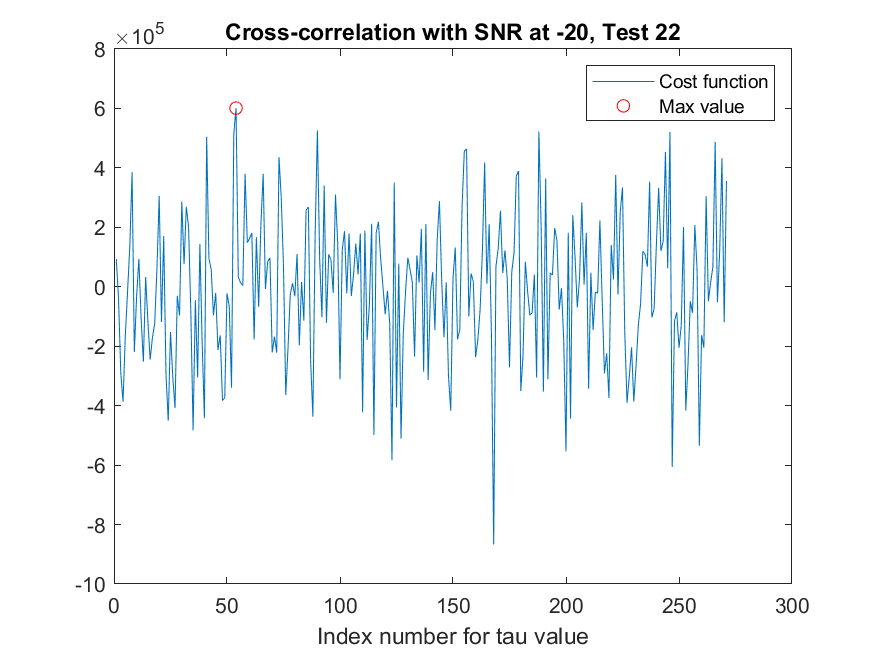 ×10^5
Cross-correlation with SNR at -20, Test 22
Cost function
Max value
8
6
4
2
0
-2
-4
-6
-8
-10
0 50 100 150 200 250 300
Index number for tau value